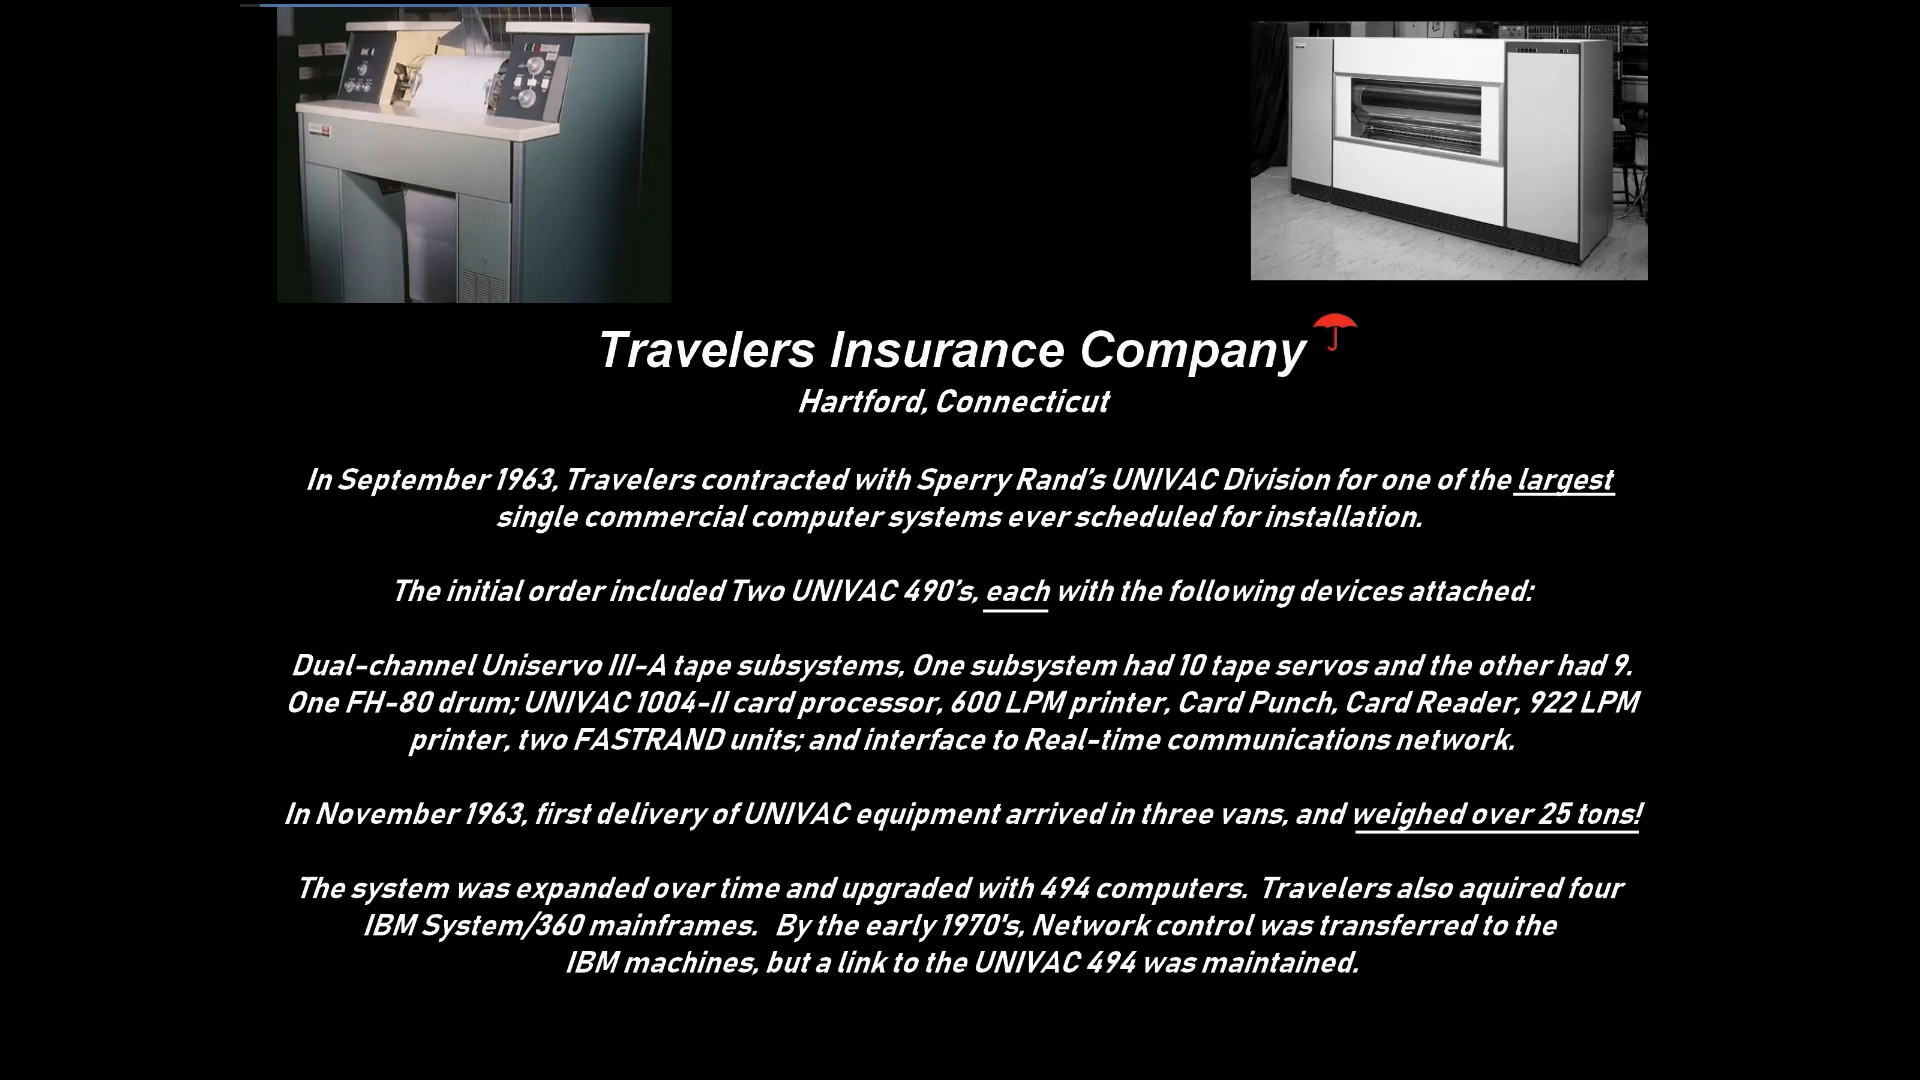 Travelers Insurance Company
Hartford, Connecticut
In September 1963, Travelers contracted with Sperry Rand's UNIVAC Division for one of the largest
single commercial computer systems ever scheduled for installation.
The initial order included Two UNIVAC 490's, each with the following devices attached:
Dual-channel Uniservo III-A tape subsystems, One subsystem had 10 tape servos and the other had 9.
One FH-80 drum; UNIVAC 1004-II card processor, 600 LPM printer, Card Punch, Card Reader, 922 LPM
printer, two FASTRAND units; and interface to Real-time communications network.
In November 1963, first delivery of UNIVAC equipment arrived in three vans, and weighed over 25 tons!
The system was expanded over time and upgraded with 494 computers. Travelers also aquired four
IBM System/360 mainframes. By the early 1970's, Network control was transferred to the
IBM machines, but a link to the UNIVAC 494 was maintained.